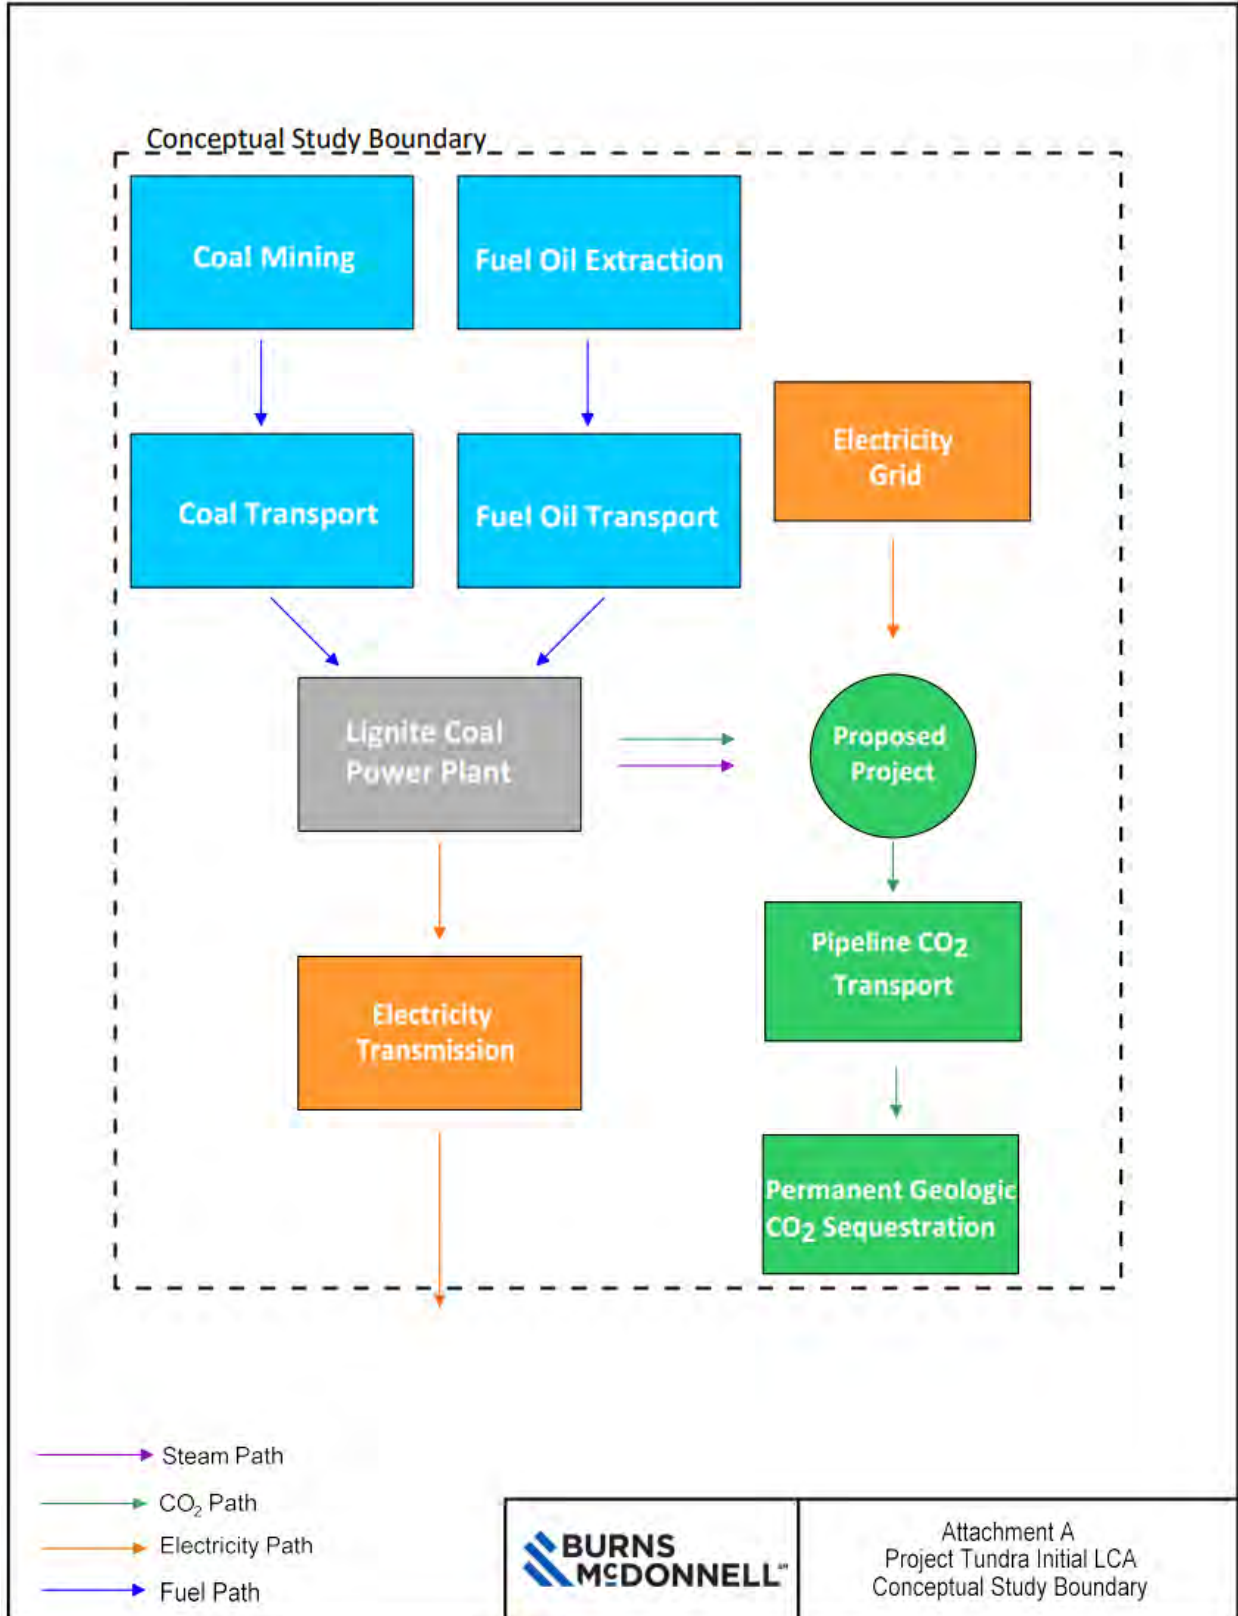 Conceptual Study Boundary
Coal Mining
Fuel Oil Extraction
Electricity
Grid
Coal Transport
Fuel Oil Transport
Lignite Coal
Power Plant
Proposed
Project
Pipeline CO2
Transport
Electricity
Transmission
Permanent Geologic
CO2 Sequestration
Steam Path
CO2 Path
Electricity Path
Fuel Path
BURNS
McDONNELL℠
Attachment A
Project Tundra Initial LCA
Conceptual Study Boundary